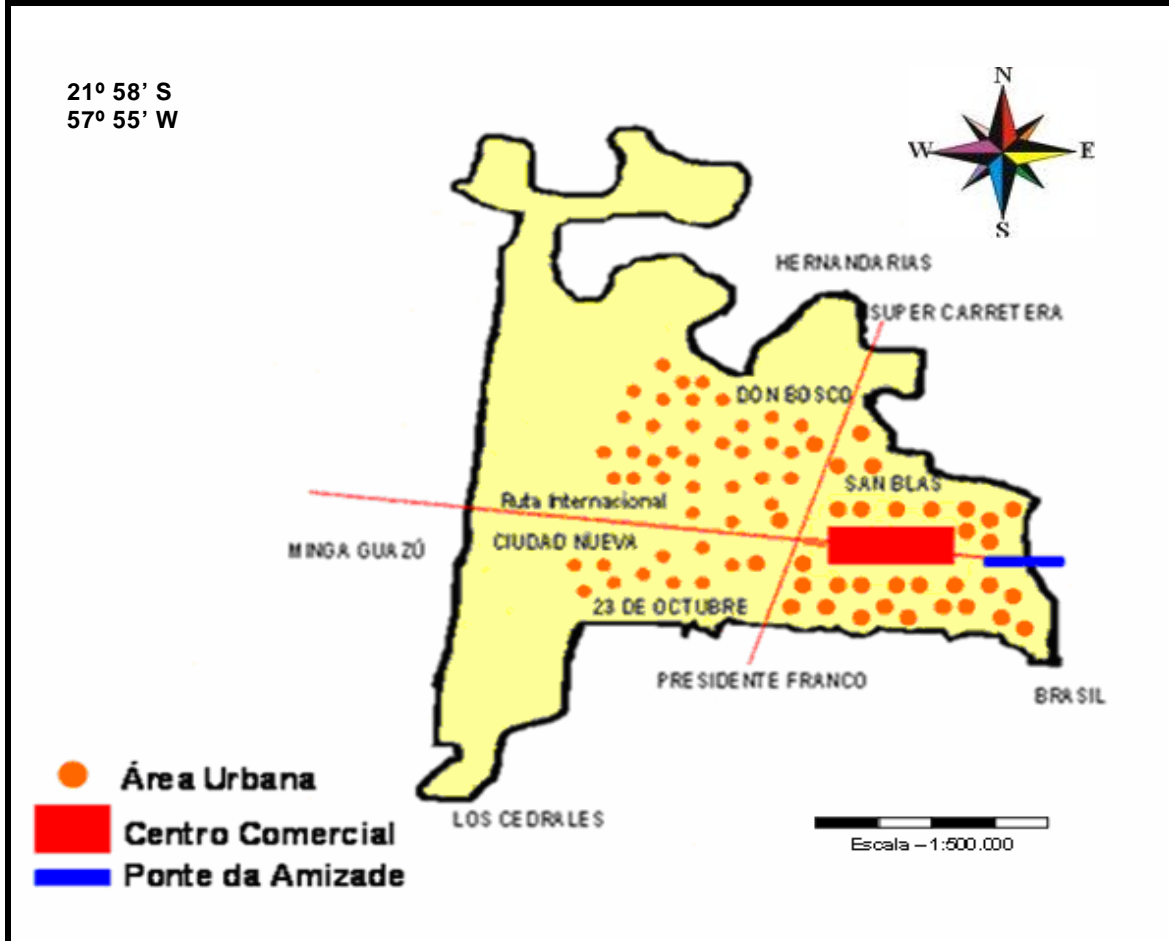 21º 58’ S
57º 55’ W
N
W
E
S
HERNANDARIAS
SUPER CARRETERA
DON BOSCO
SAN BLAS
Ruta Internacional
CIUDAD NUEVA
MINGA GUAZÚ
23 DE OCTUBRE
PRESIDENTE FRANCO
BRASIL
LOS CEDRALES
Área Urbana
Centro Comercial
Ponte da Amizade
Escala – 1:500.000